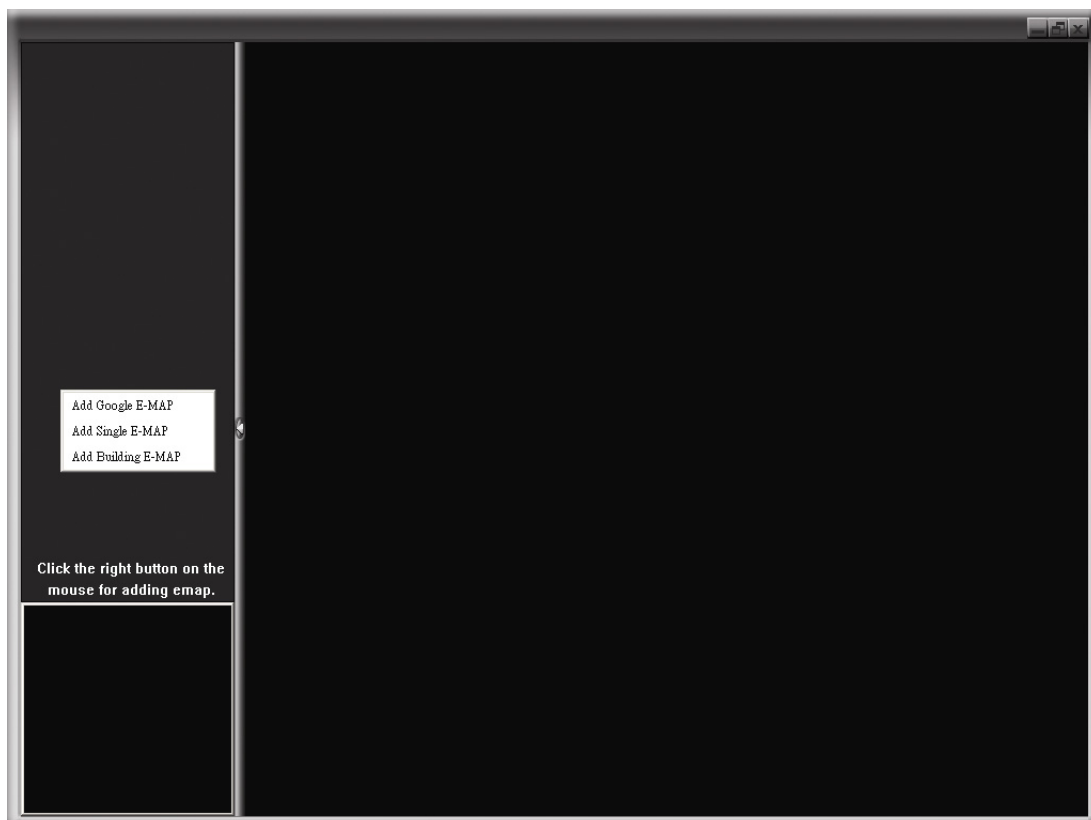 Add Google E-MAP
Add Single E-MAP
Add Building E-MAP
Click the right button on the
mouse for adding emap.